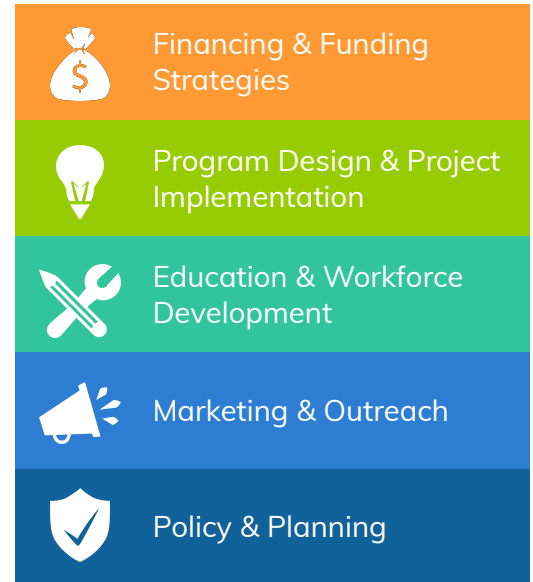 $
Financing & Funding
Strategies
Program Design & Project
Implementation
Education & Workforce
Development
Marketing & Outreach
Policy & Planning